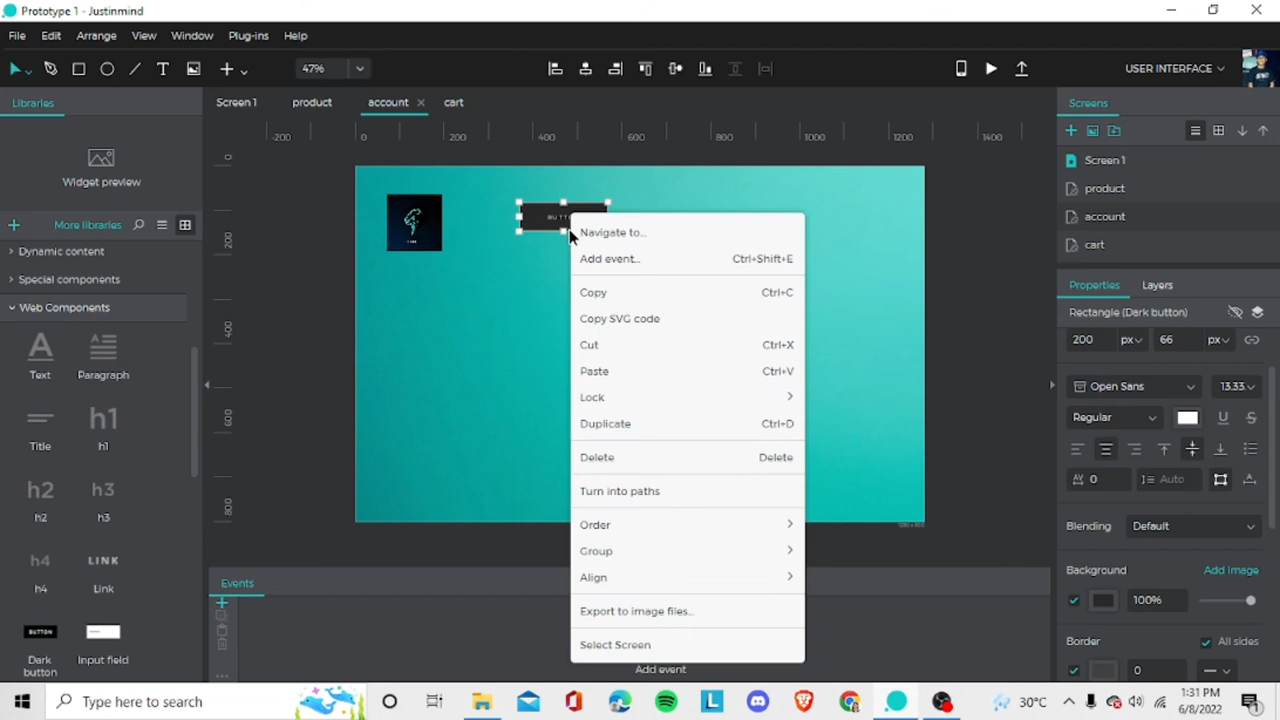 Prototype 1 - Justinmind
File Edit Arrange View Window Plug-ins Help
47%
USER INTERFACE
Libraries
Screen 1 product account cart
Screens
-200 0 200 400 600 800 1000 1200 1400
Widget preview
Screen 1
product
account
cart
More libraries
Dynamic content
Special components
Web Components
Text Paragraph
Title h1
h1
h2 h3
h2 h3
h4 LINK
h4 Link
BUTTON
Dark button Input field
0
200
400
600
800
Navigate to...
Add event... Ctrl+Shift+E
Copy Ctrl+C
Copy SVG code
Cut Ctrl+X
Paste Ctrl+V
Lock
Duplicate Ctrl+D
Delete Delete
Turn into paths
Order
Group
Align
Export to image files...
Select Screen
Events
Add event
Properties Layers
Rectangle (Dark button)
200 px 66 px
Open Sans 13.33
Regular U S
AV 0 Auto
Blending Default
Background Add image
100%
Border All sides
0
Type here to search
30°C
1:31 PM
6/8/2022
1